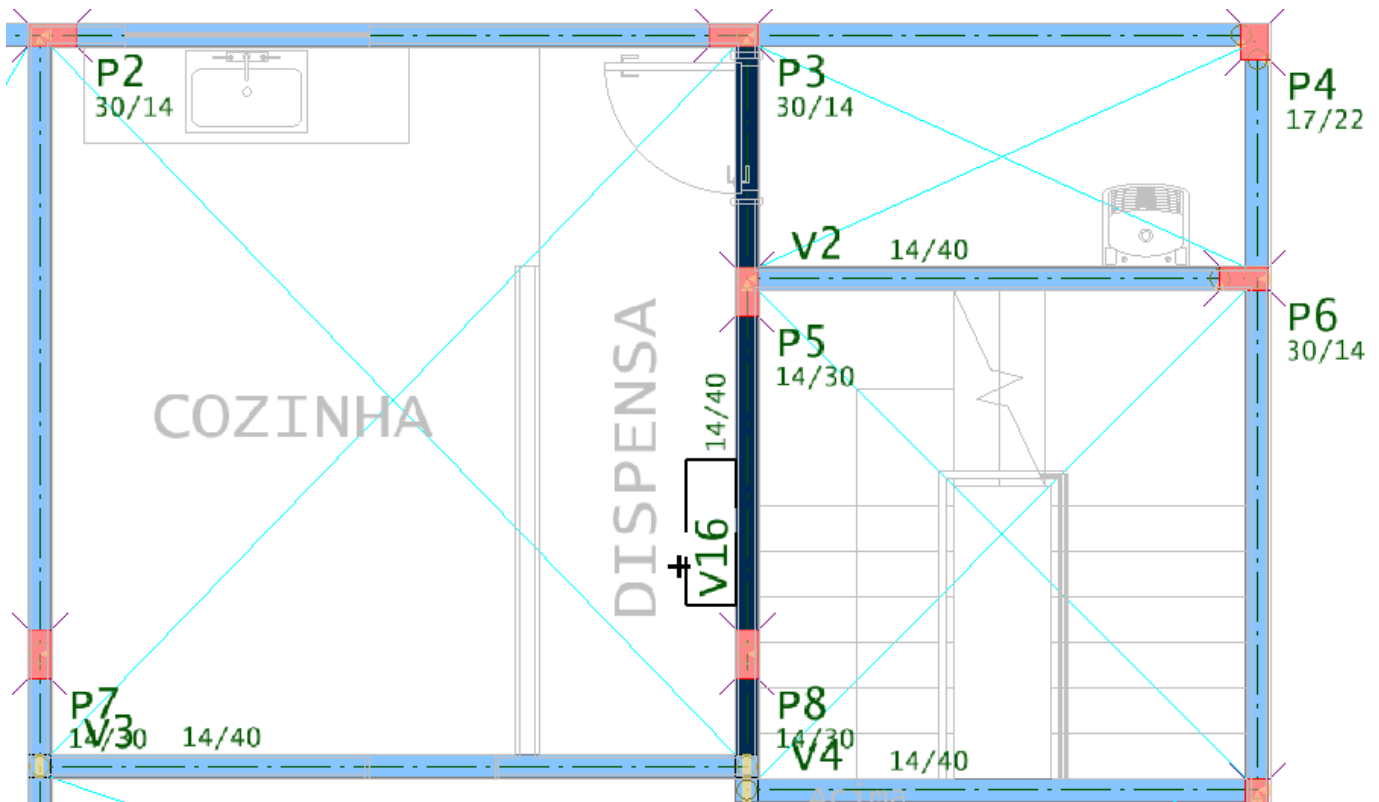 P2
30/14
P3
30/14
P4
17/22
V2 14/40
P5
14/30
P6
30/14
COZINHA
DISPENSA
14/40
V16
P7
14/30
V3 14/40
P8
14/30
V4 14/40
Acima